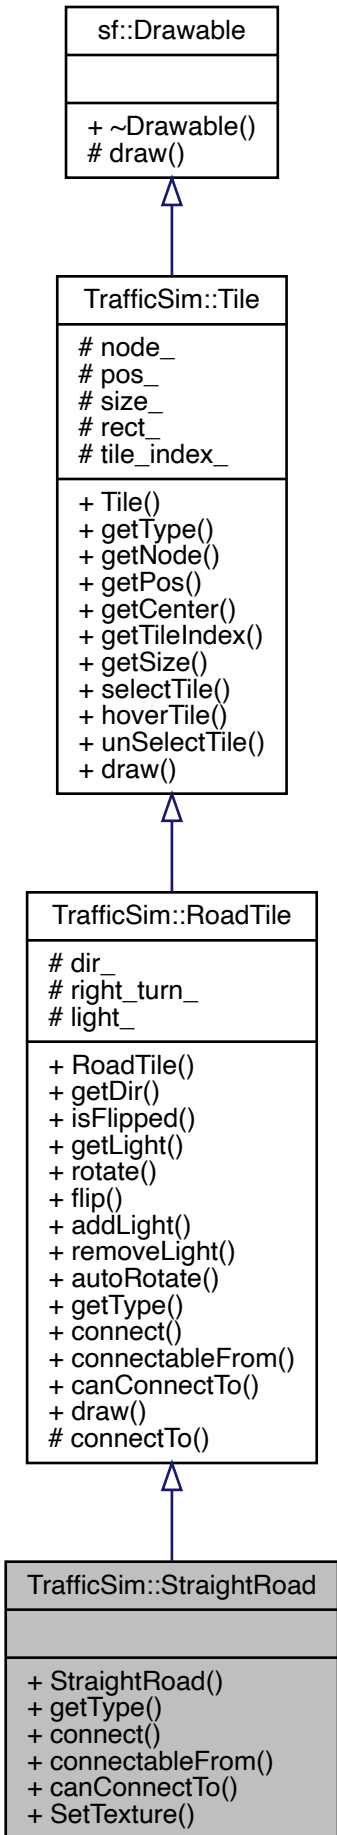 sf::Drawable
+ ~Drawable()
# draw()
TrafficSim::Tile
# node_
# pos_
# size_
# rect_
# tile_index_
+ Tile()
+ getType()
+ getNode()
+ getPos()
+ getCenter()
+ getTileIndex()
+ getSize()
+ selectTile()
+ hoverTile()
+ unSelectTile()
+ draw()
TrafficSim::RoadTile
# dir_
# right_turn_
# light_
+ RoadTile()
+ getDir()
+ isFlipped()
+ getLight()
+ rotate()
+ flip()
+ addLight()
+ removeLight()
+ autoRotate()
+ getType()
+ connect()
+ connectableFrom()
+ canConnectTo()
+ draw()
# connectTo()
TrafficSim::StraightRoad
+ StraightRoad()
+ getType()
+ connect()
+ connectableFrom()
+ canConnectTo()
+ SetTexture()